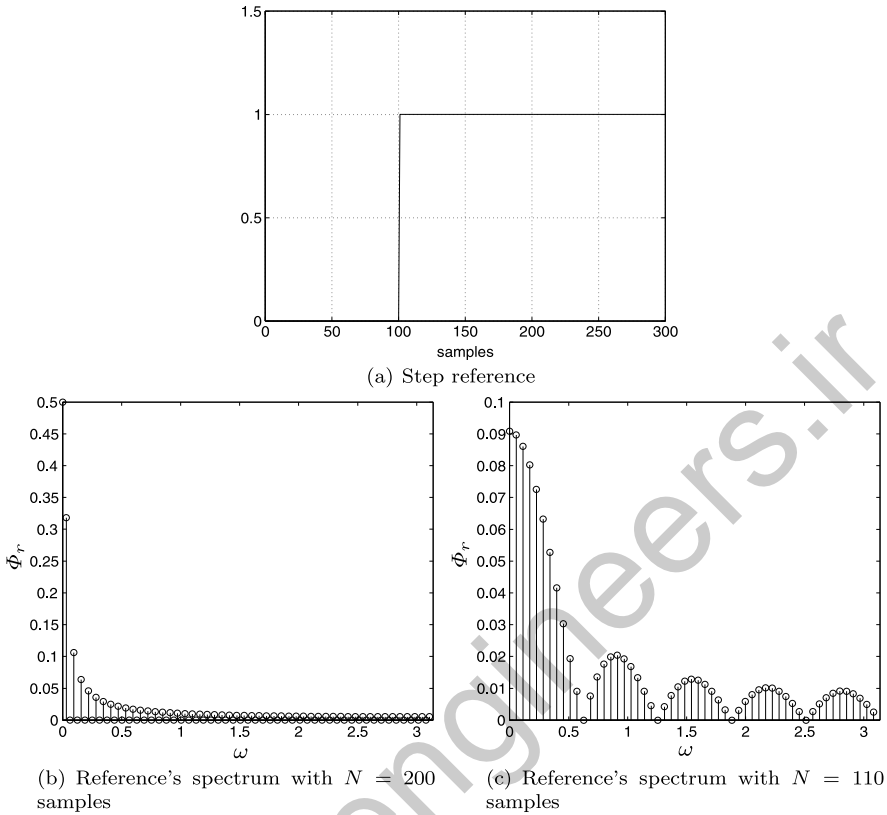 1.5
1
0.5
0
0 50 100 150 200 250 300
samples
(a) Step reference
0.5
0.45
0.4
0.35
0.3
0.25
0.2
0.15
0.1
0.05
0
Φr
0 0.5 1 1.5 2 2.5 3
ω
(b) Reference's spectrum with N = 200
samples
0.1
0.09
0.08
0.07
0.06
0.05
0.04
0.03
0.02
0.01
0
Φr
0 0.5 1 1.5 2 2.5 3
ω
(c) Reference's spectrum with N = 110
samples
engineers.ir